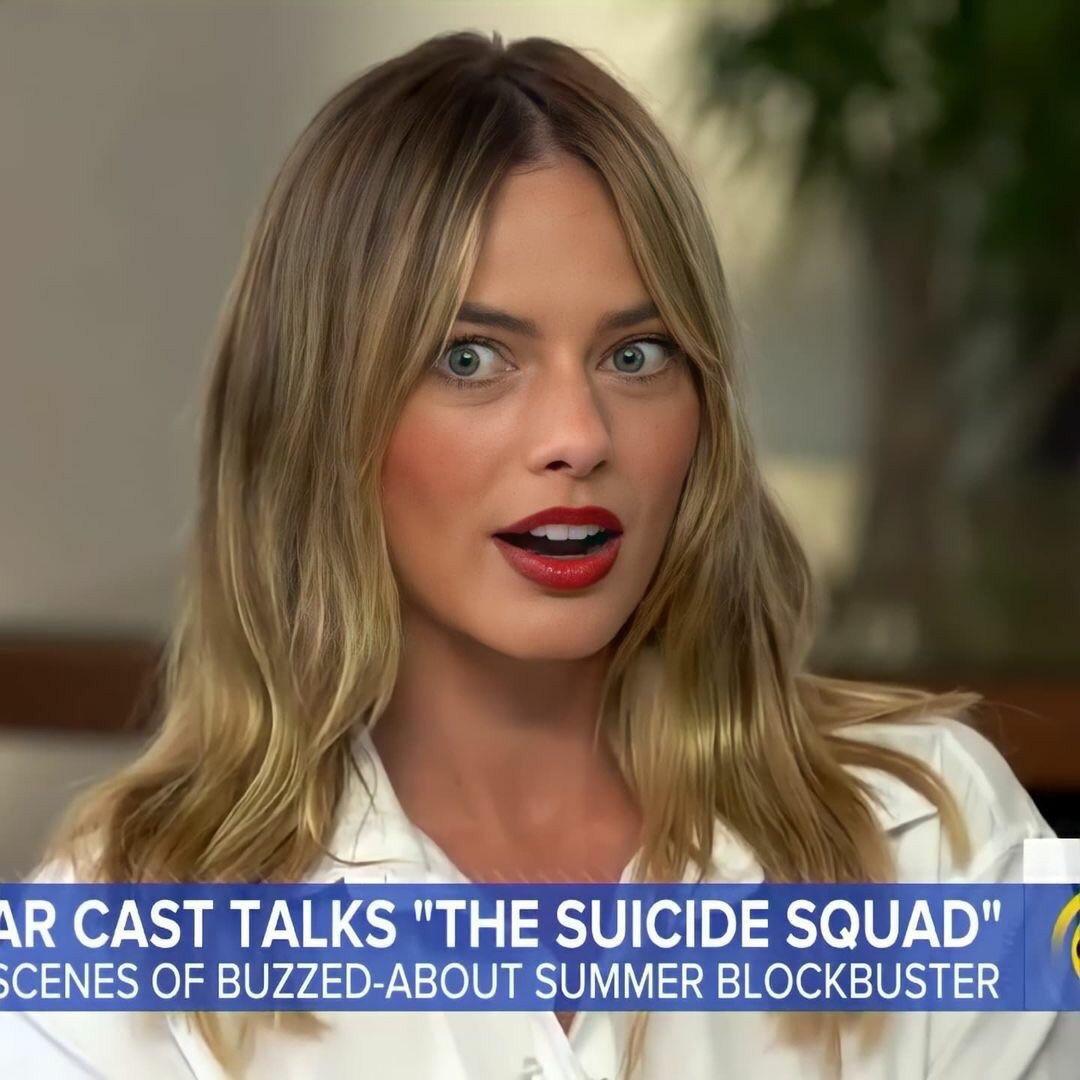 AR CAST TALKS "THE SUICIDE SQUAD"
SCENES OF BUZZED-ABOUT SUMMER BLOCKBUSTER